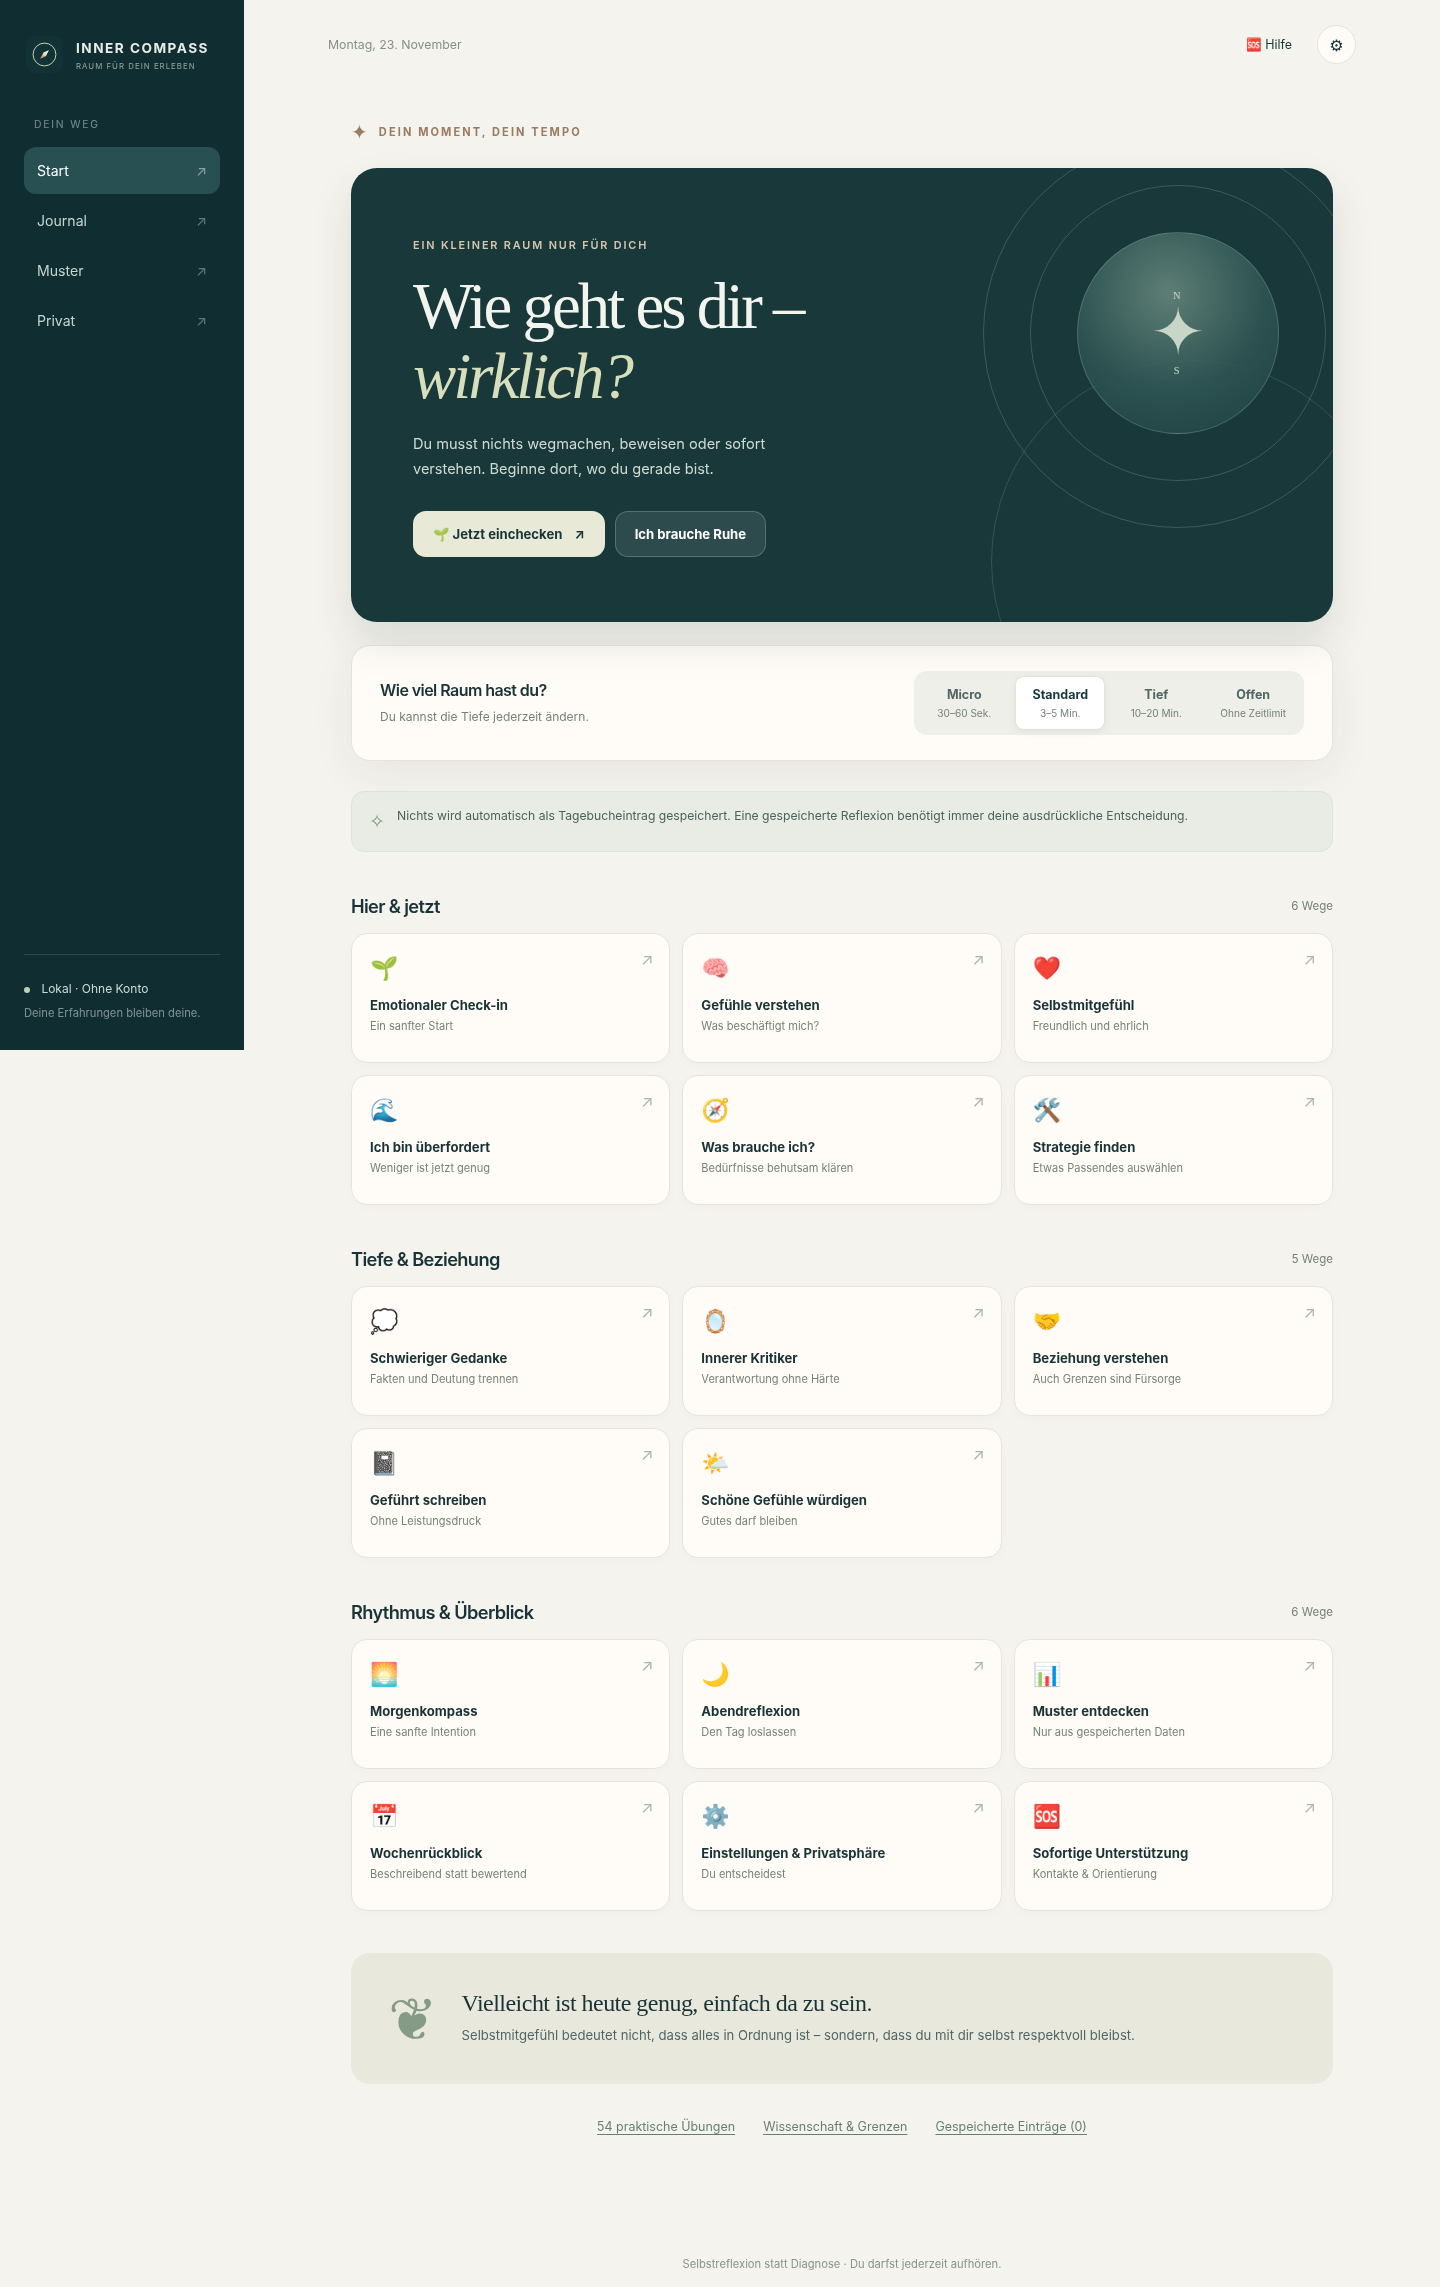 INNER COMPASS
RAUM FÜR DEIN ERLEBEN
DEIN WEG
Start ↗
Journal ↗
Muster ↗
Privat ↗
Lokal · Ohne Konto
Deine Erfahrungen bleiben deine.
Montag, 23. November
🆘 Hilfe ⚙
✦ DEIN MOMENT, DEIN TEMPO
EIN KLEINER RAUM NUR FÜR DICH
Wie geht es dir –
wirklich?
Du musst nichts wegmachen, beweisen oder sofort
verstehen. Beginne dort, wo du gerade bist.
🌱 Jetzt einchecken ↗
Ich brauche Ruhe
N
✦
S
Wie viel Raum hast du?
Du kannst die Tiefe jederzeit ändern.
Micro
30–60 Sek.
Standard
3–5 Min.
Tief
10–20 Min.
Offen
Ohne Zeitlimit
✧ Nichts wird automatisch als Tagebucheintrag gespeichert. Eine gespeicherte Reflexion benötigt immer deine ausdrückliche Entscheidung.
Hier & jetzt
6 Wege
🌱 ↗
Emotionaler Check-in
Ein sanfter Start
🧠 ↗
Gefühle verstehen
Was beschäftigt mich?
❤️ ↗
Selbstmitgefühl
Freundlich und ehrlich
🌊 ↗
Ich bin überfordert
Weniger ist jetzt genug
🧭 ↗
Was brauche ich?
Bedürfnisse behutsam klären
🛠️ ↗
Strategie finden
Etwas Passendes auswählen
Tiefe & Beziehung
5 Wege
💭 ↗
Schwieriger Gedanke
Fakten und Deutung trennen
🪞 ↗
Innerer Kritiker
Verantwortung ohne Härte
🤝 ↗
Beziehung verstehen
Auch Grenzen sind Fürsorge
📓 ↗
Geführt schreiben
Ohne Leistungsdruck
🌤️ ↗
Schöne Gefühle würdigen
Gutes darf bleiben
Rhythmus & Überblick
6 Wege
🌅 ↗
Morgenkompass
Eine sanfte Intention
🌙 ↗
Abendreflexion
Den Tag loslassen
📊 ↗
Muster entdecken
Nur aus gespeicherten Daten
📅 ↗
Wochenrückblick
Beschreibend statt bewertend
⚙️ ↗
Einstellungen & Privatsphäre
Du entscheidest
🆘 ↗
Sofortige Unterstützung
Kontakte & Orientierung
❦ Vielleicht ist heute genug, einfach da zu sein.
Selbstmitgefühl bedeutet nicht, dass alles in Ordnung ist – sondern, dass du mit dir selbst respektvoll bleibst.
54 praktische Übungen
Wissenschaft & Grenzen
Gespeicherte Einträge (0)
Selbstreflexion statt Diagnose · Du darfst jederzeit aufhören.